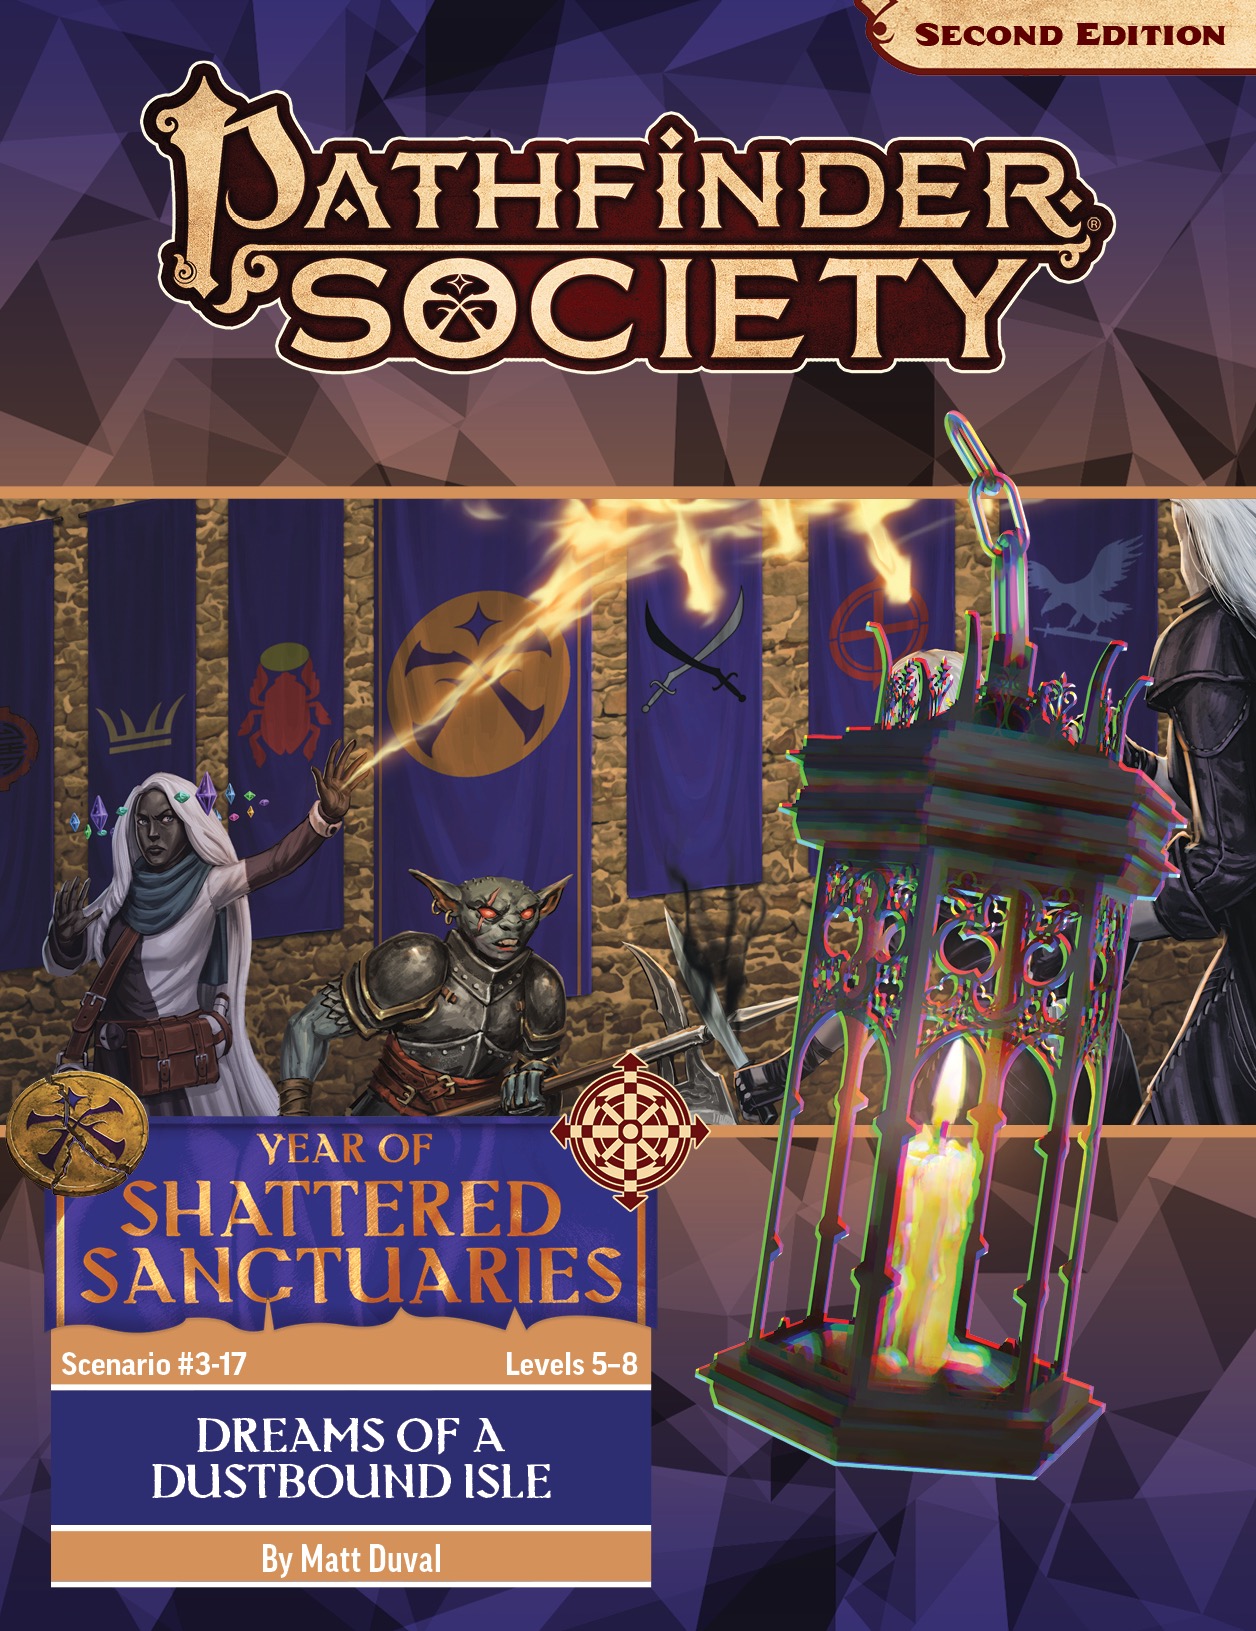 SECOND EDITION
PATHFINDER®
SOCIETY
YEAR OF
SHATTERED
SANCTUARIES
Scenario #3-17 Levels 5–8
DREAMS OF A
DUSTBOUND ISLE
By Matt Duval